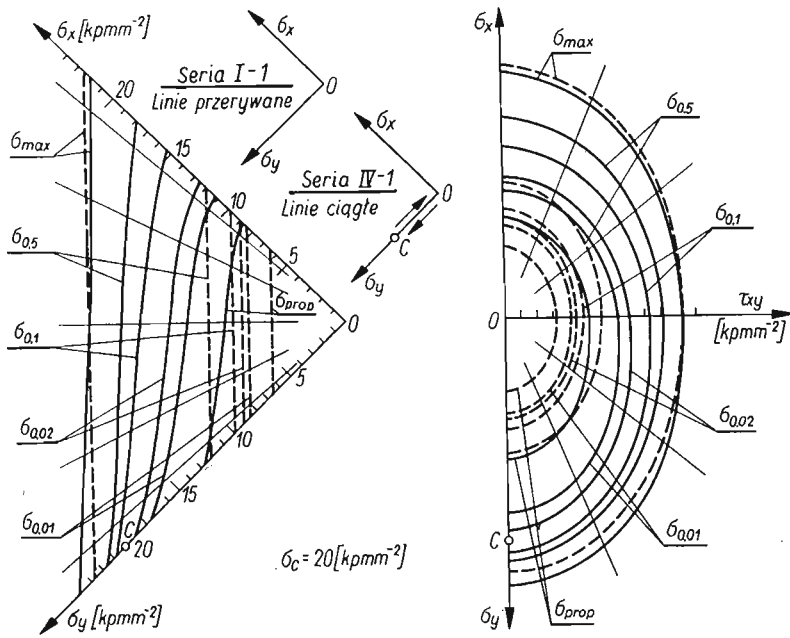 σx [kpmm⁻²]
20
15
10
5
0
σmax
σ0,5
σ0,1
σ0,02
σ0,01
σprop
5
10
15
20
C
σy [kpmm⁻²]
Seria I-1
Linie przerywane
σx
0
σy
Seria IV-1
Linie ciągłe
σx
0
C
σy
σC = 20 [kpmm⁻²]
σx
σmax
σ0,5
σ0,1
0
τxy
[kpmm⁻²]
σ0,02
σ0,01
C
σy
σprop